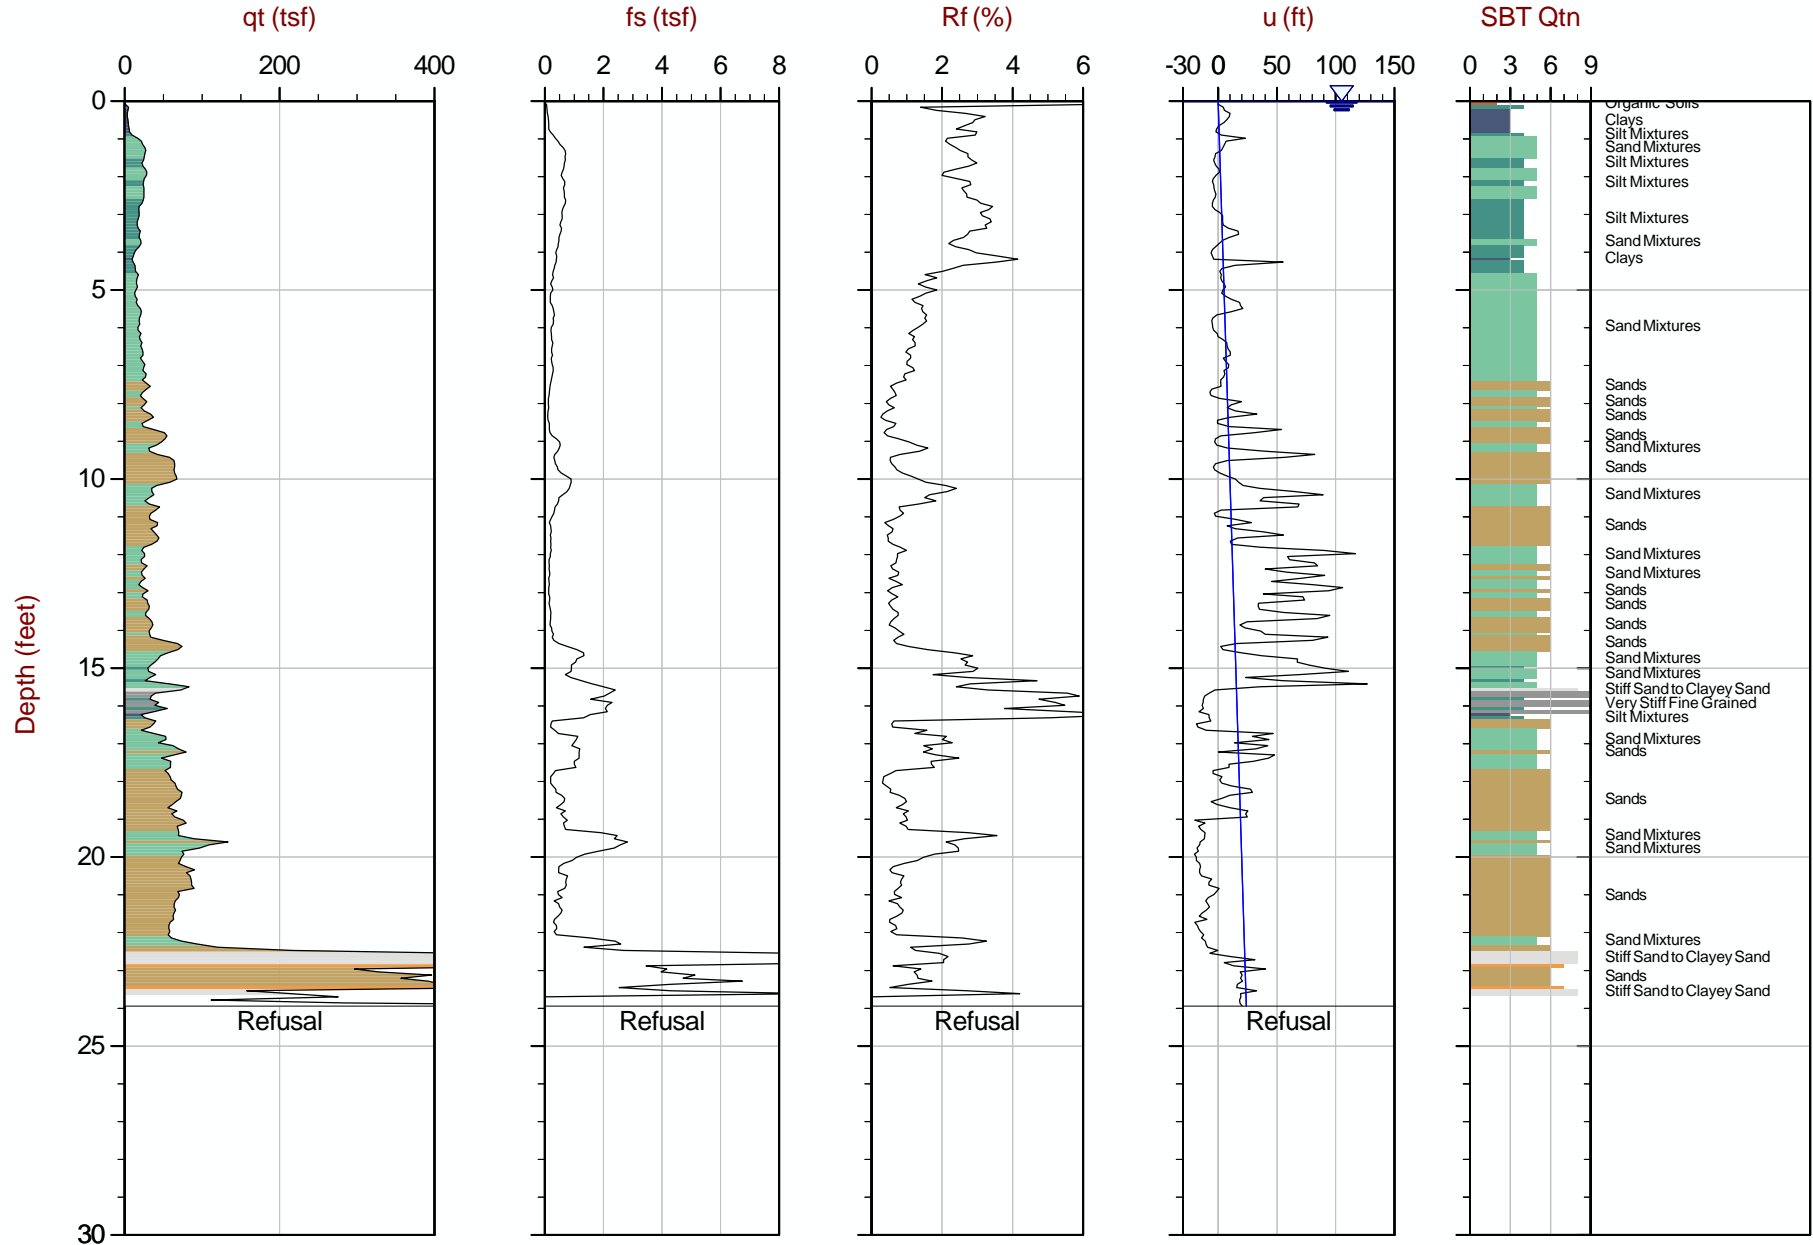 qt (tsf) fs (tsf) Rf (%) u (ft) SBT Qtn
0 200 400 0 2 4 6 8 0 2 4 6 -30 0 50 100 150 0 3 6 9
0
5
10
15
20
25
30
Depth (feet)
Organic Soils
Clays
Silt Mixtures
Sand Mixtures
Silt Mixtures
Silt Mixtures
Silt Mixtures
Sand Mixtures
Clays
Sand Mixtures
Sands
Sands
Sands
Sands
Sand Mixtures
Sands
Sand Mixtures
Sands
Sand Mixtures
Sand Mixtures
Sands
Sands
Sands
Sands
Sand Mixtures
Sand Mixtures
Stiff Sand to Clayey Sand
Very Stiff Fine Grained
Silt Mixtures
Sand Mixtures
Sands
Sands
Sand Mixtures
Sand Mixtures
Sands
Sand Mixtures
Stiff Sand to Clayey Sand
Sands
Stiff Sand to Clayey Sand
Refusal Refusal Refusal Refusal